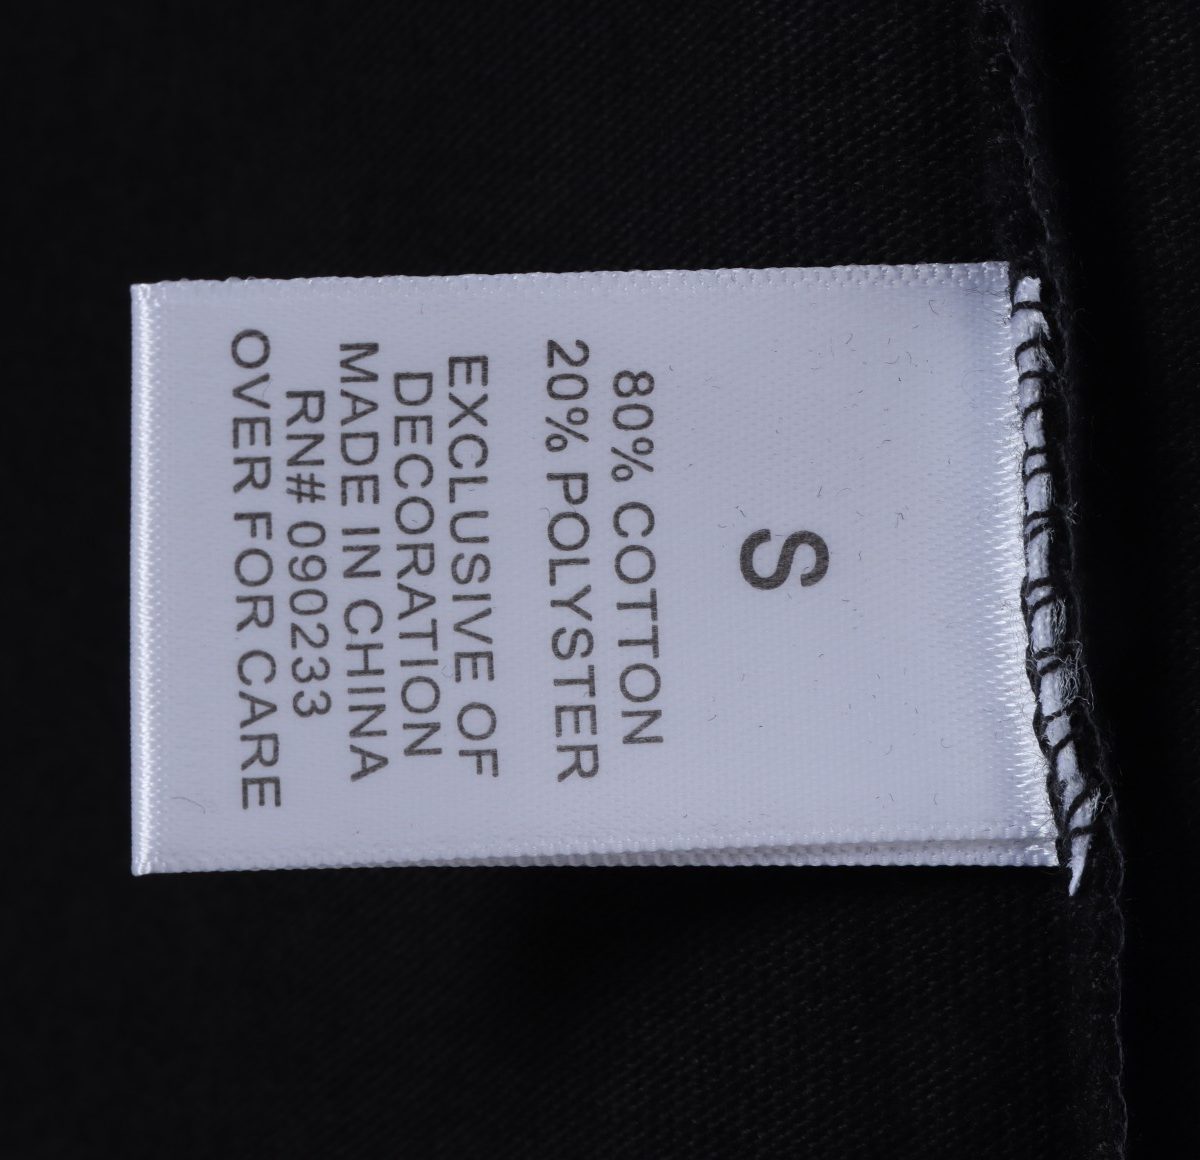 S
80% COTTON
20% POLYSTER
EXCLUSIVE OF
DECORATION
MADE IN CHINA
RN# 090233
OVER FOR CARE